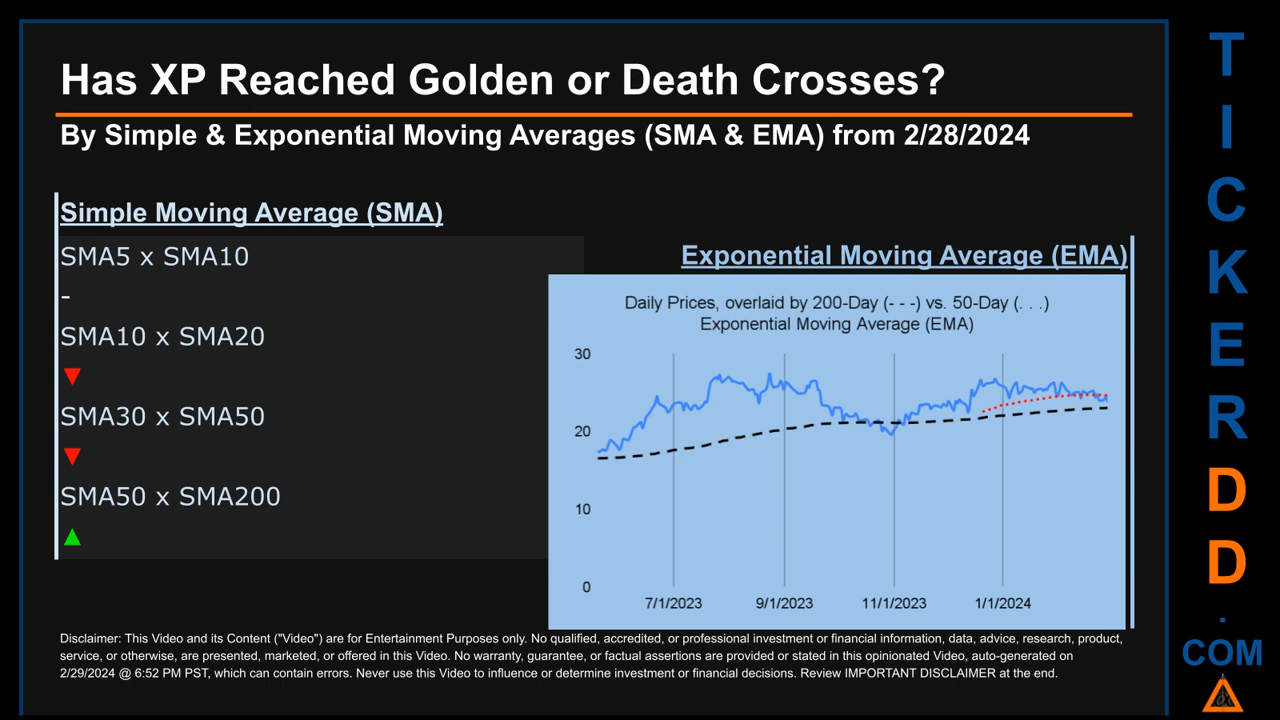 Has XP Reached Golden or Death Crosses?
By Simple & Exponential Moving Averages (SMA & EMA) from 2/28/2024
Simple Moving Average (SMA)
SMA5 x SMA10
-
SMA10 x SMA20
▼
SMA30 x SMA50
▼
SMA50 x SMA200
▲
Exponential Moving Average (EMA)
Daily Prices, overlaid by 200-Day (- - -) vs. 50-Day (. . .)
Exponential Moving Average (EMA)
30
20
10
0
7/1/2023 9/1/2023 11/1/2023 1/1/2024
Disclaimer: This Video and its Content ("Video") are for Entertainment Purposes only. No qualified, accredited, or professional investment or financial information, data, advice, research, product,
service, or otherwise, are presented, marketed, or offered in this Video. No warranty, guarantee, or factual assertions are provided or stated in this opinionated Video, auto-generated on
2/29/2024 @ 6:52 PM PST, which can contain errors. Never use this Video to influence or determine investment or financial decisions. Review IMPORTANT DISCLAIMER at the end.
T
I
C
K
E
R
D
D
.
COM